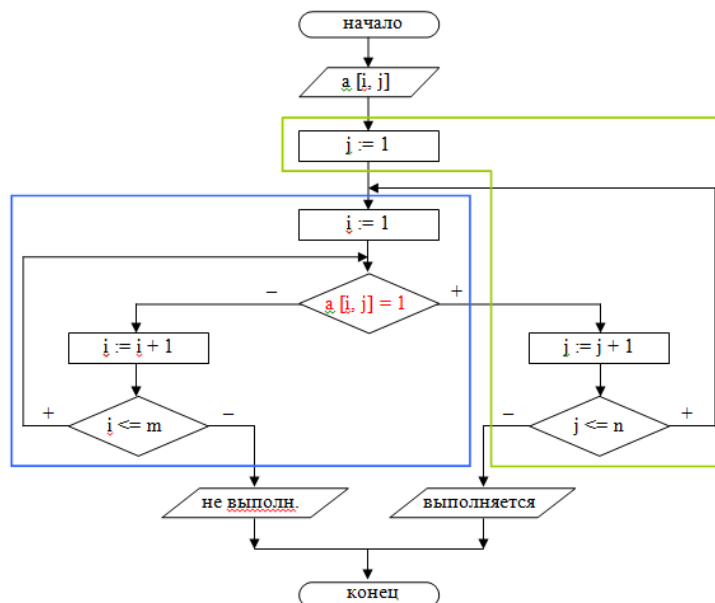 начало
a [i, j]
j := 1
i := 1
a [i, j] = 1
–
+
i := i + 1
j := j + 1
i <= m
+
–
j <= n
–
+
не выполн.
выполняется
конец